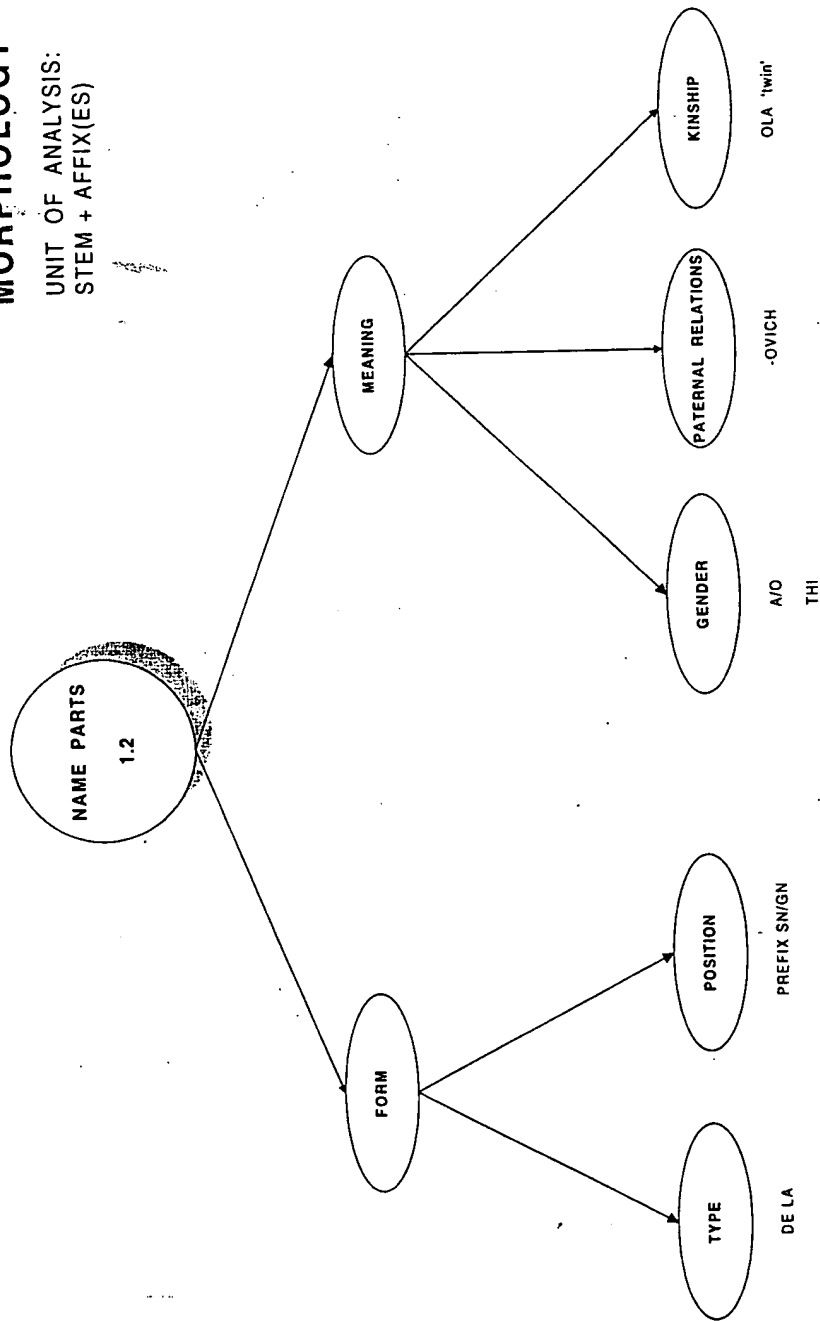 MORPHOLOGY
UNIT OF ANALYSIS:
STEM + AFFIX(ES)
NAME PARTS
1.2
FORM
MEANING
TYPE
POSITION
GENDER
PATERNAL RELATIONS
KINSHIP
DE LA
PREFIX SN/GN
A/O
THI
-OVICH
OLA 'twin'